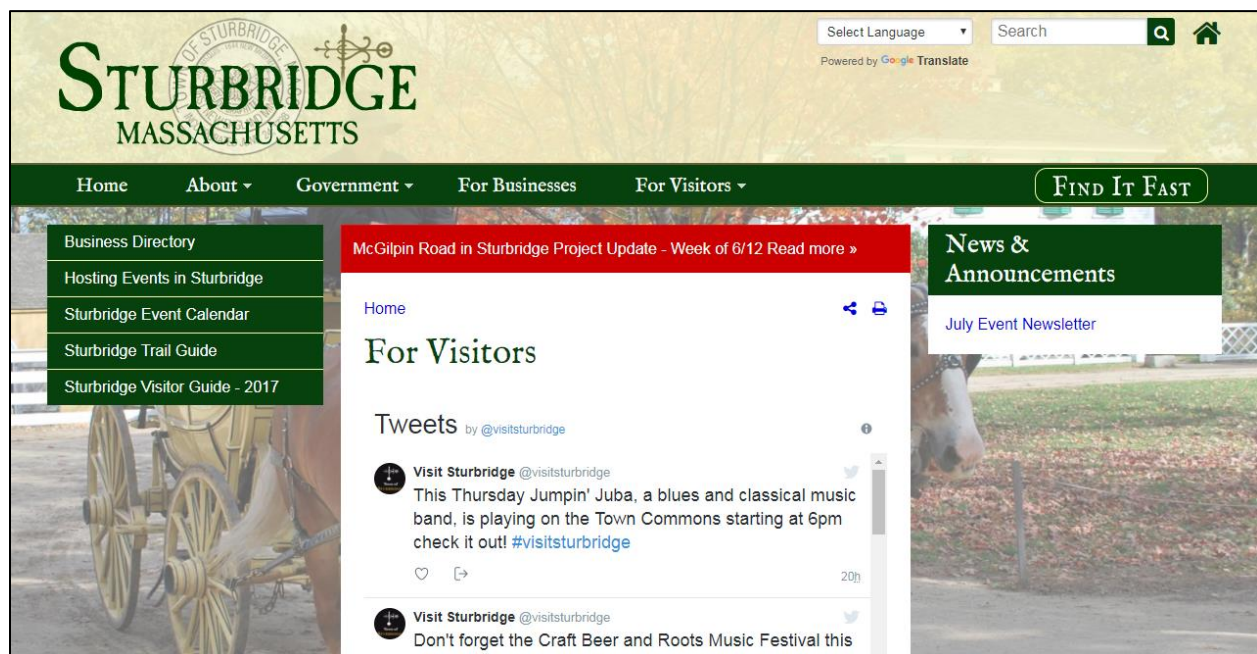 STURBRIDGE
MASSACHUSETTS
Select Language
Powered by Google Translate
Search
Home
About
Government
For Businesses
For Visitors
FIND IT FAST
Business Directory
Hosting Events in Sturbridge
Sturbridge Event Calendar
Sturbridge Trail Guide
Sturbridge Visitor Guide - 2017
McGilpin Road in Sturbridge Project Update - Week of 6/12 Read more »
Home
For Visitors
Tweets by @visitsturbridge
Visit Sturbridge @visitsturbridge
This Thursday Jumpin' Juba, a blues and classical music
band, is playing on the Town Commons starting at 6pm
check it out! #visitsturbridge
20h
Visit Sturbridge @visitsturbridge
Don't forget the Craft Beer and Roots Music Festival this
News &
Announcements
July Event Newsletter